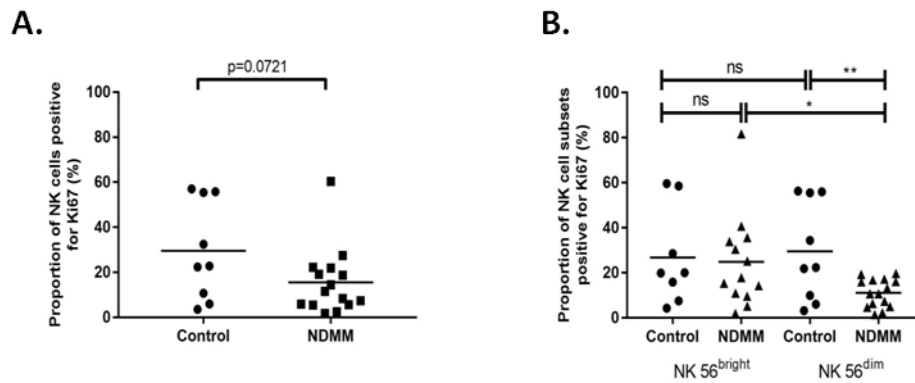 A.
p=0.0721
Proportion of NK cells positive
for Ki67 (%)
100
80
60
40
20
0
Control NDMM
B.
ns **
ns *
Proportion of NK cell subsets
positive for Ki67 (%)
100
80
60
40
20
0
Control NDMM Control NDMM
NK 56bright NK 56dim